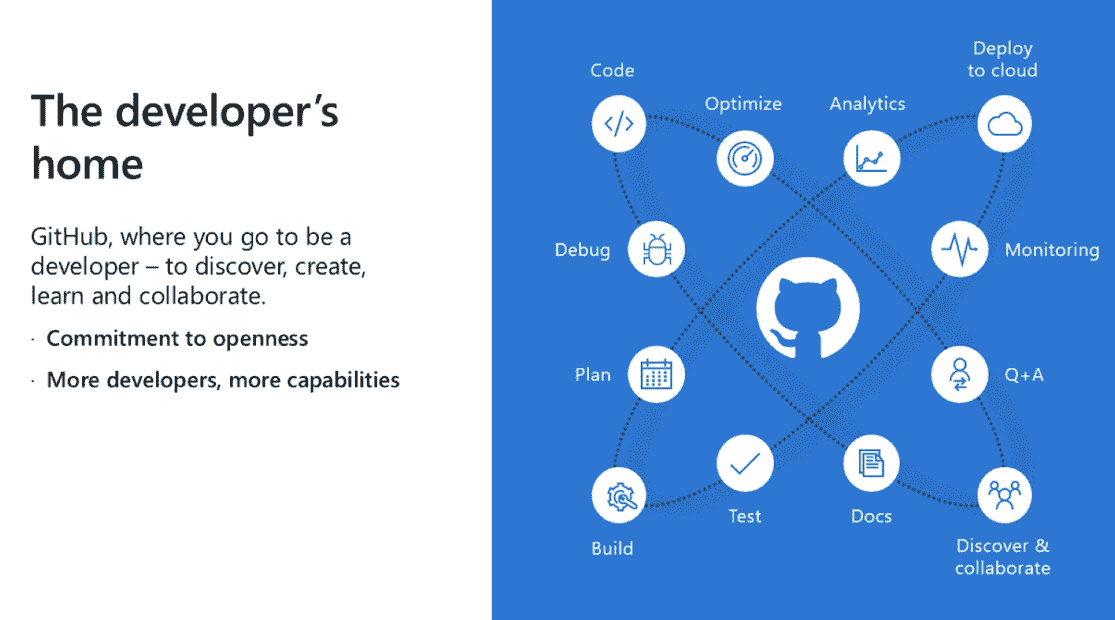 The developer's
home
GitHub, where you go to be a
developer – to discover, create,
learn and collaborate.
· Commitment to openness
· More developers, more capabilities
Deploy
to cloud
Code
Optimize
Analytics
Debug
Monitoring
Plan
Q+A
Test
Docs
Build
Discover &
collaborate